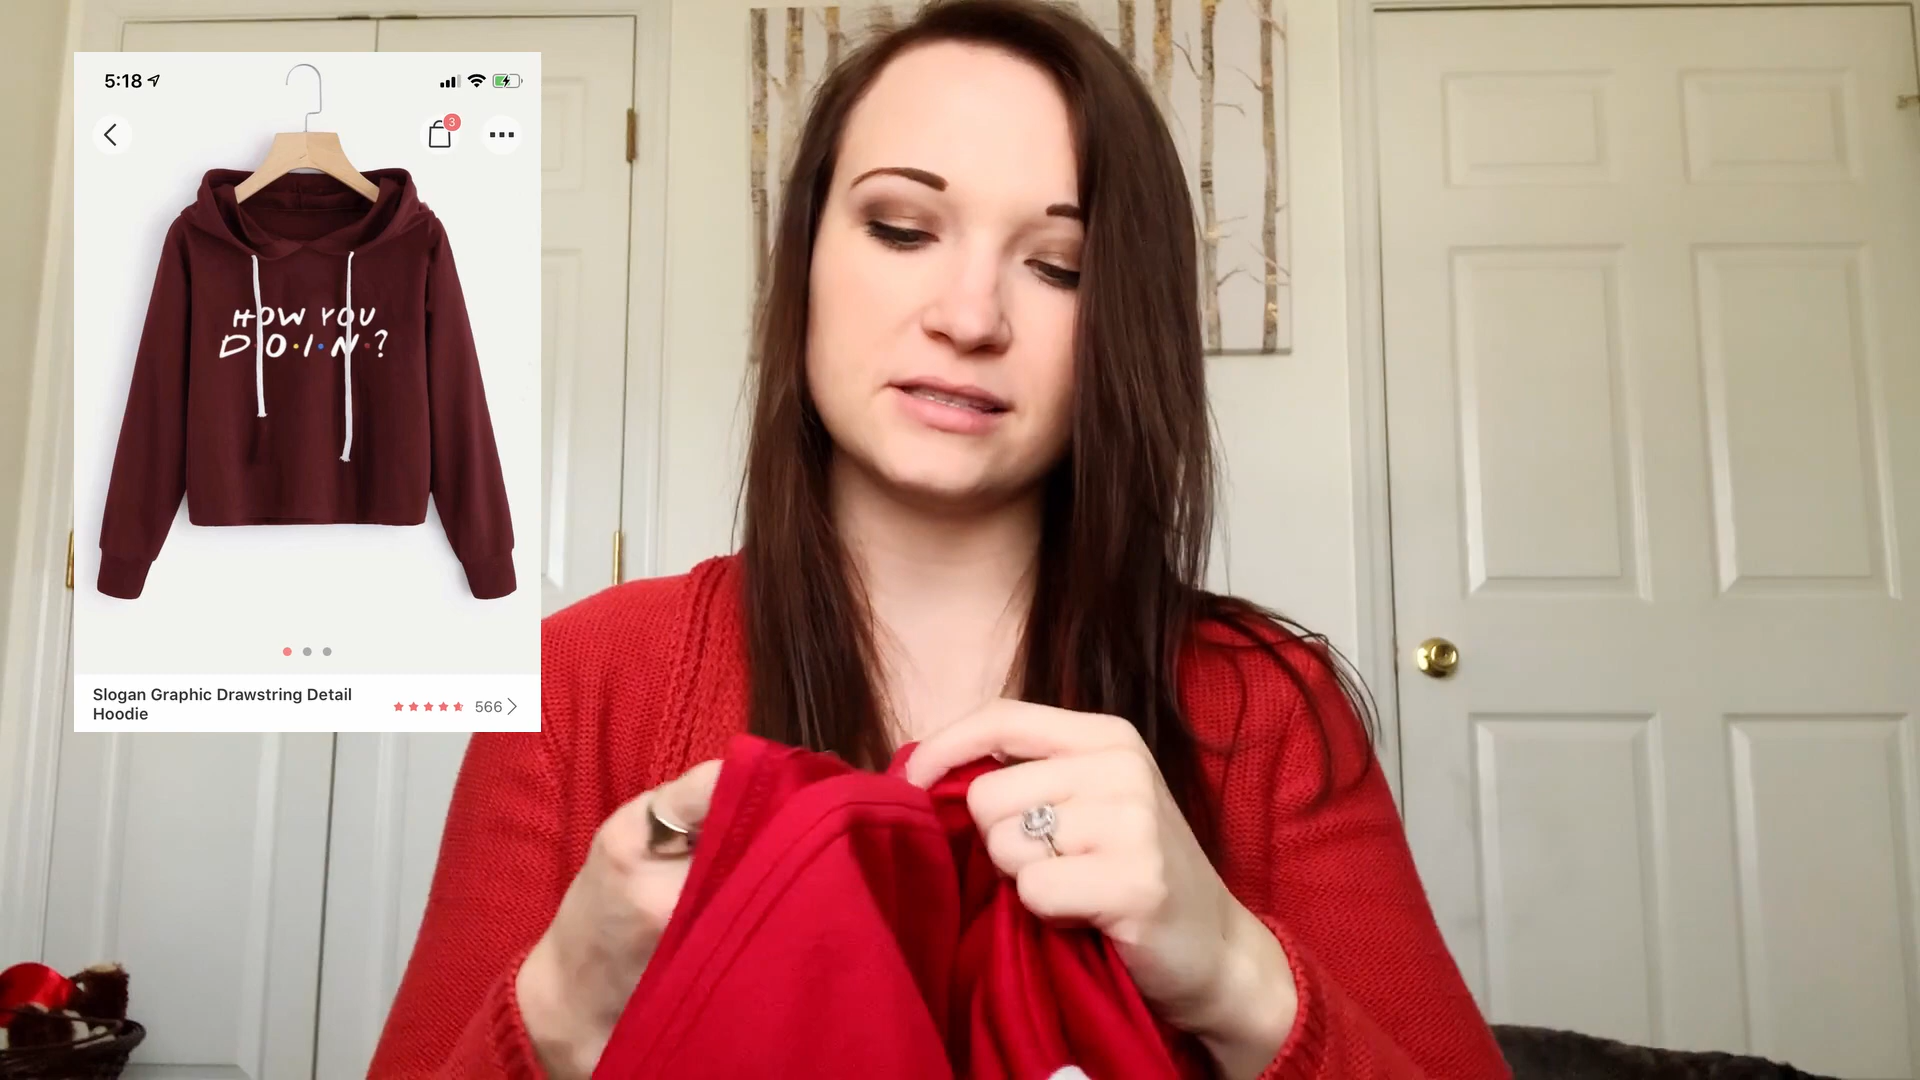 5:18
3
HOW YOU
D·O·I·N·?
Slogan Graphic Drawstring Detail
Hoodie
566